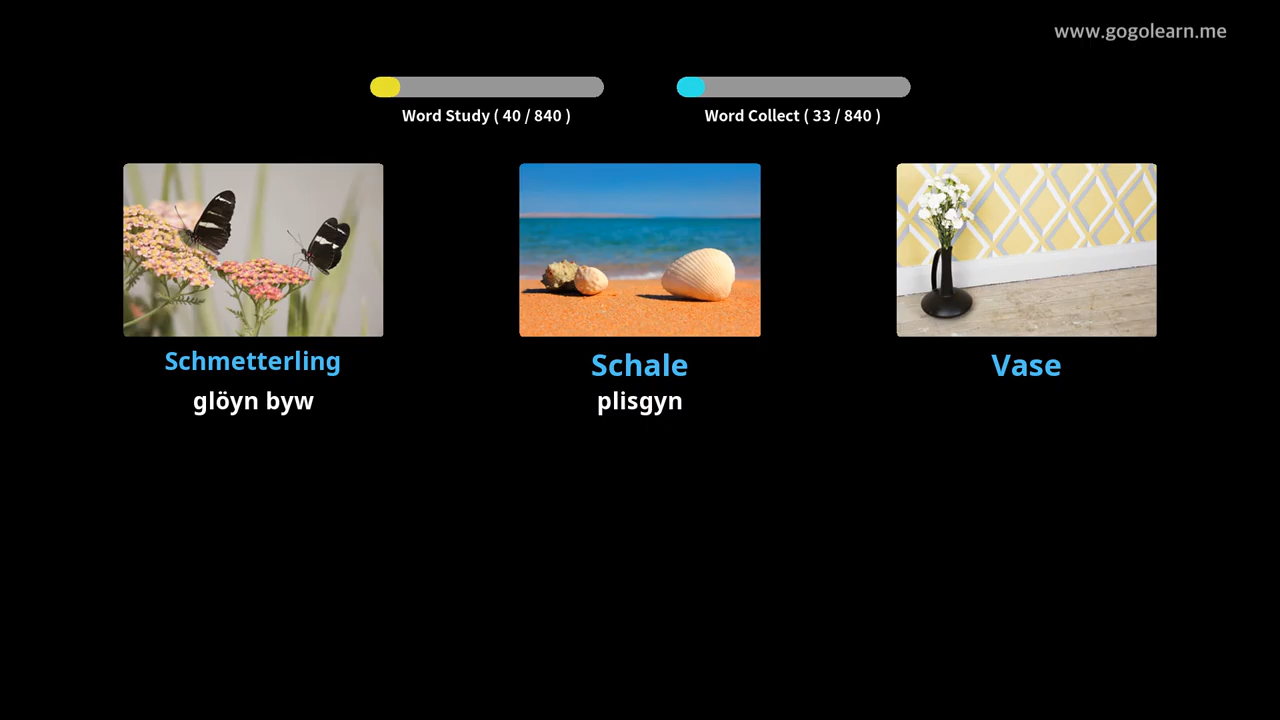 www.gogolearn.me
Word Study ( 40 / 840 )
Word Collect ( 33 / 840 )
Schmetterling
Schale
Vase
glöyn byw
plisgyn